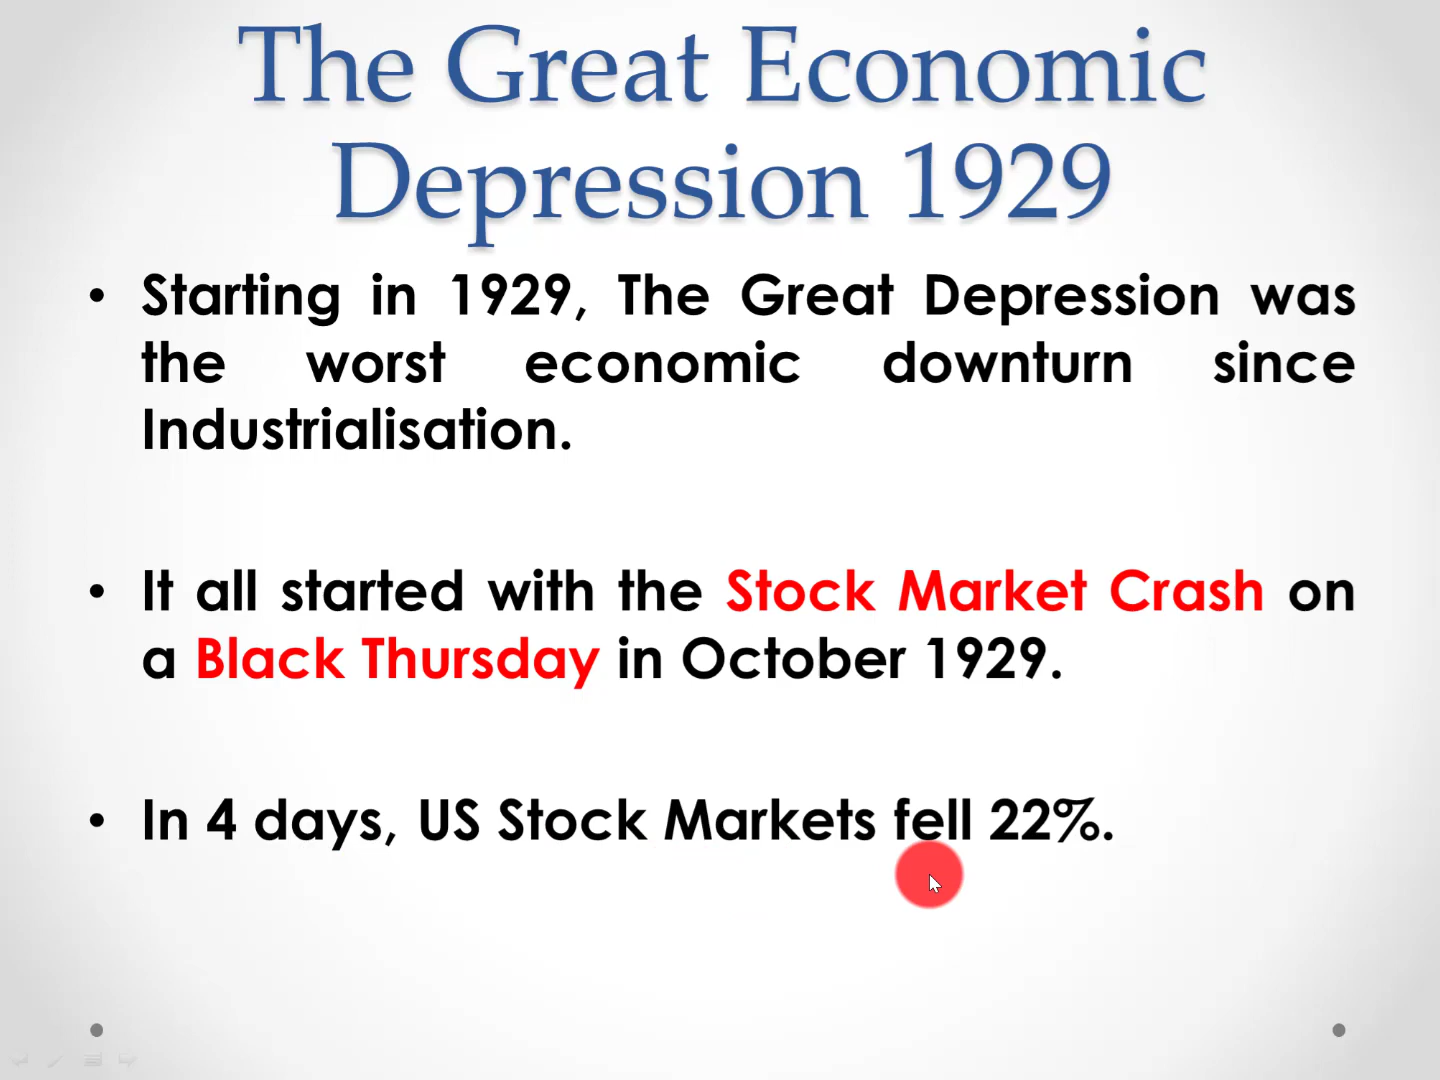 The Great Economic
Depression 1929
• Starting in 1929, The Great Depression was
the worst economic downturn since
Industrialisation.
• It all started with the Stock Market Crash on
a Black Thursday in October 1929.
• In 4 days, US Stock Markets fell 22%.